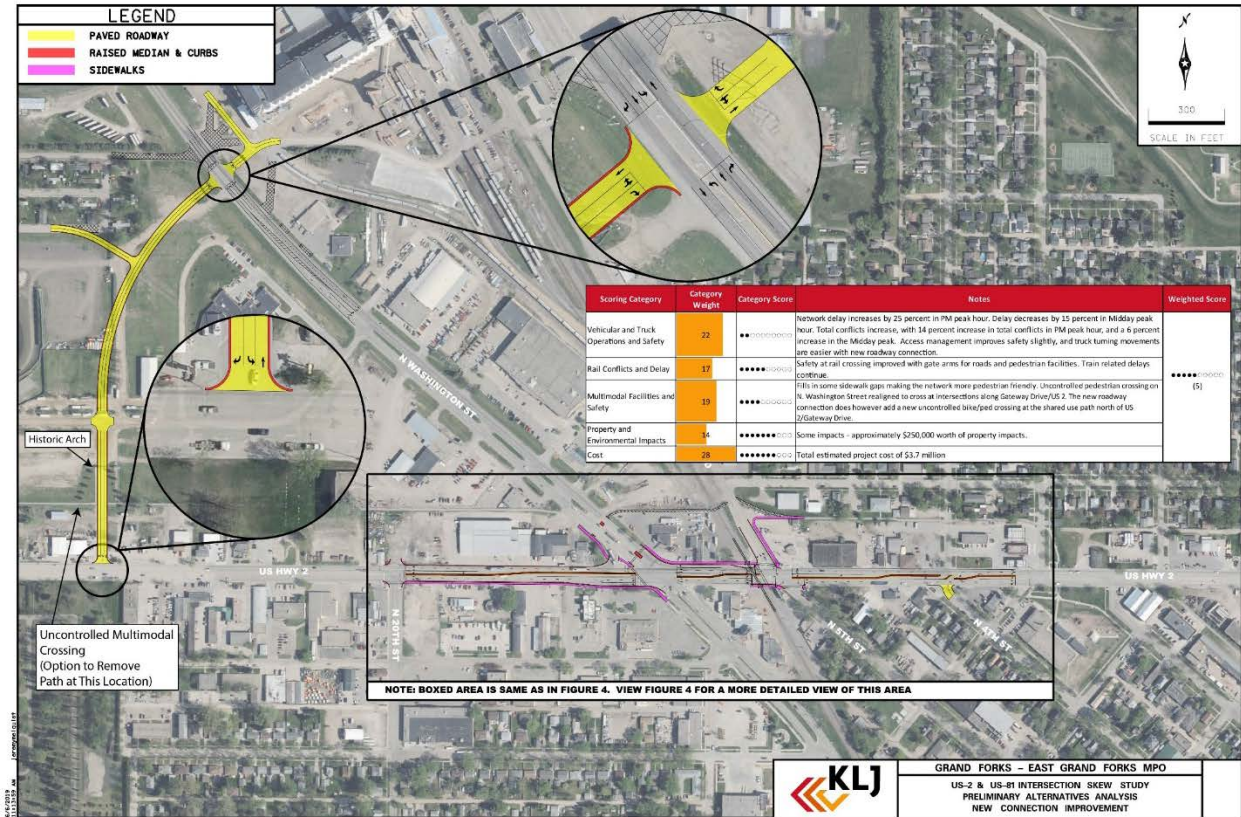 LEGEND
PAVED ROADWAY
RAISED MEDIAN & CURBS
SIDEWALKS
N
300
SCALE IN FEET
N WASHINGTON ST
Scoring Category
Category
Weight
Category Score
Notes
Weighted Score
Vehicular and Truck
Operations and Safety
22
●●○○○○○○○○
Network delay increases by 25 percent in PM peak hour. Delay decreases by 15 percent in Midday peak
hour. Total conflicts increase, with 14 percent increase in total conflicts in PM peak hour, and a 6 percent
increase in the Midday peak. Access management improves safety slightly, and truck turning movements
are easier with new roadway connection.
Rail Conflicts and Delay
17
●●●●●○○○○○
Safety at rail crossing improved with gate arms for roads and pedestrian facilities. Train related delays
continue.
Multimodal Facilities and
Safety
19
●●●●○○○○○○
Fills in some sidewalk gaps making the network more pedestrian friendly. Uncontrolled pedestrian crossing on
N. Washington Street realigned to cross at intersections along Gateway Drive/US 2. The new roadway
connection does however add a new uncontrolled bike/ped crossing at the shared use path north of US
2/Gateway Drive.
Property and
Environmental Impacts
14
●●●●●●●○○○
Some impacts - approximately $250,000 worth of property impacts.
Cost
28
●●●●●●●○○○
Total estimated project cost of $3.7 million
●●●●●○○○○○
(5)
Historic Arch
US HWY 2
US HWY 2
N 20TH ST
N 5TH ST
N 4TH ST
Uncontrolled Multimodal
Crossing
(Option to Remove
Path at This Location)
NOTE: BOXED AREA IS SAME AS IN FIGURE 4. VIEW FIGURE 4 FOR A MORE DETAILED VIEW OF THIS AREA
KLJ
GRAND FORKS - EAST GRAND FORKS MPO
US-2 & US-81 INTERSECTION SKEW STUDY
PRELIMINARY ALTERNATIVES ANALYSIS
NEW CONNECTION IMPROVEMENT